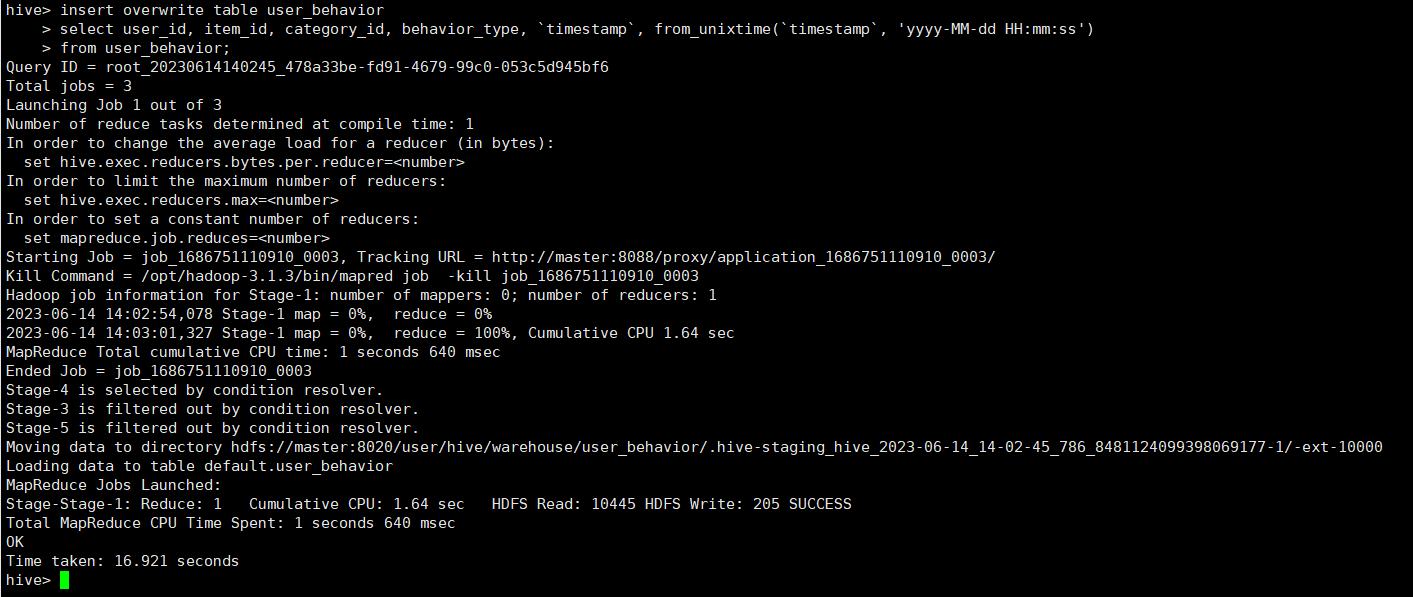 hive> insert overwrite table user_behavior
    > select user_id, item_id, category_id, behavior_type, `timestamp`, from_unixtime(`timestamp`, 'yyyy-MM-dd HH:mm:ss')
    > from user_behavior;
Query ID = root_20230614140245_478a33be-fd91-4679-99c0-053c5d945bf6
Total jobs = 3
Launching Job 1 out of 3
Number of reduce tasks determined at compile time: 1
In order to change the average load for a reducer (in bytes):
  set hive.exec.reducers.bytes.per.reducer=<number>
In order to limit the maximum number of reducers:
  set hive.exec.reducers.max=<number>
In order to set a constant number of reducers:
  set mapreduce.job.reduces=<number>
Starting Job = job_1686751110910_0003, Tracking URL = http://master:8088/proxy/application_1686751110910_0003/
Kill Command = /opt/hadoop-3.1.3/bin/mapred job  -kill job_1686751110910_0003
Hadoop job information for Stage-1: number of mappers: 0; number of reducers: 1
2023-06-14 14:02:54,078 Stage-1 map = 0%,  reduce = 0%
2023-06-14 14:03:01,327 Stage-1 map = 0%,  reduce = 100%, Cumulative CPU 1.64 sec
MapReduce Total cumulative CPU time: 1 seconds 640 msec
Ended Job = job_1686751110910_0003
Stage-4 is selected by condition resolver.
Stage-3 is filtered out by condition resolver.
Stage-5 is filtered out by condition resolver.
Moving data to directory hdfs://master:8020/user/hive/warehouse/user_behavior/.hive-staging_hive_2023-06-14_14-02-45_786_8481124099398069177-1/-ext-10000
Loading data to table default.user_behavior
MapReduce Jobs Launched:
Stage-Stage-1: Reduce: 1   Cumulative CPU: 1.64 sec   HDFS Read: 10445 HDFS Write: 205 SUCCESS
Total MapReduce CPU Time Spent: 1 seconds 640 msec
OK
Time taken: 16.921 seconds
hive>